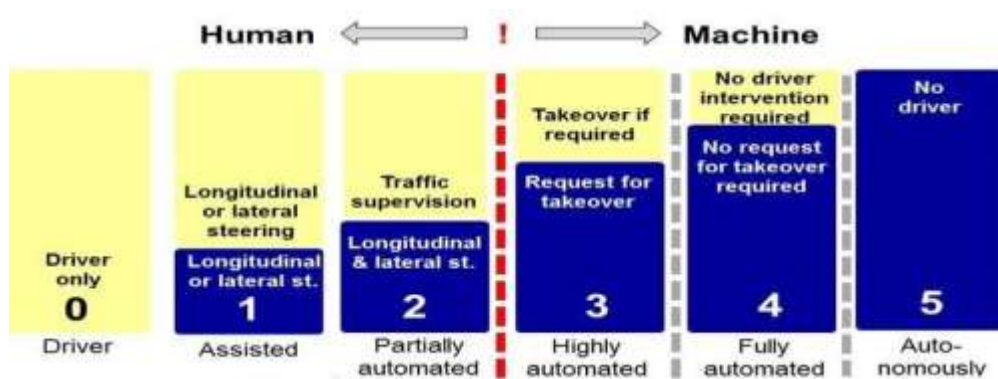 Human
!
Machine
Driver
only
0
Driver
Longitudinal
or lateral
steering
Longitudinal
or lateral st.
1
Assisted
Traffic
supervision
Longitudinal
& lateral st.
2
Partially
automated
Takeover if
required
Request for
takeover
3
Highly
automated
No driver
intervention
required
No request
for takeover
required
4
Fully
automated
No
driver
5
Auto-
nomously